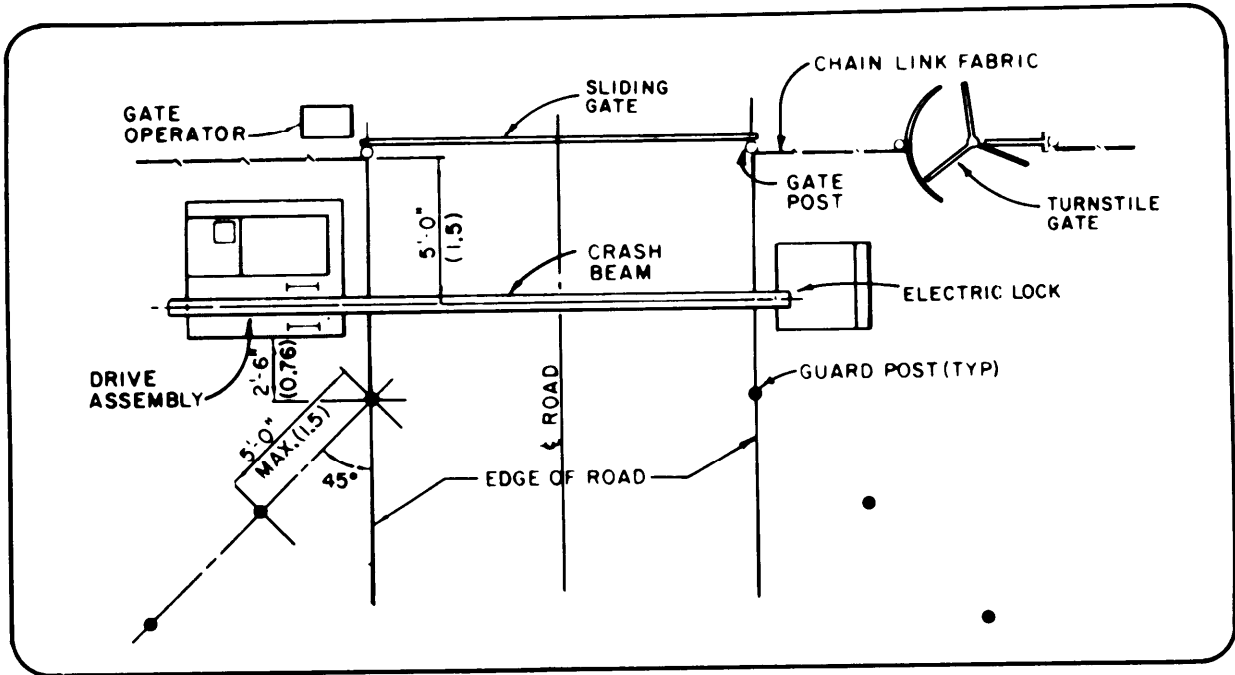 CHAIN LINK FABRIC
SLIDING
GATE
GATE
OPERATOR
GATE
POST
TURNSTILE
GATE
5'-0"
(1.5)
CRASH
BEAM
ELECTRIC LOCK
DRIVE
ASSEMBLY
2'-6"
(0.76)
GUARD POST (TYP)
℄ ROAD
5'-0"
MAX.(1.5)
45°
EDGE OF ROAD